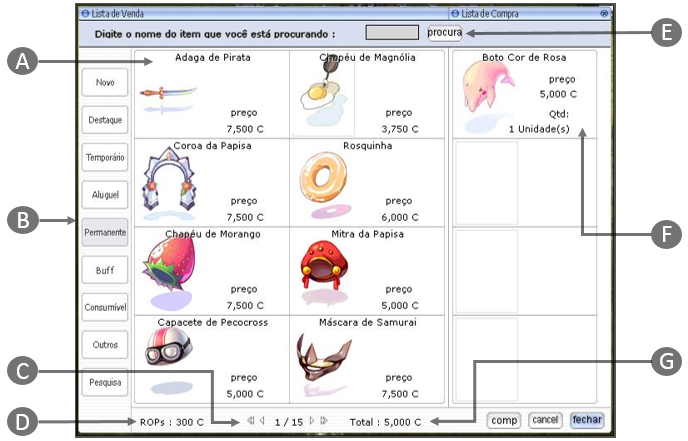 Lista de Venda
Lista de Compra
Digite o nome do item que você está procurando :
procura
E
A
Adaga de Pirata
preço
7,500 C
Chapéu de Magnólia
preço
3,750 C
Boto Cor de Rosa
preço
5,000 C
Qtd:
1 Unidade(s)
Novo
Destaque
Temporário
Aluguel
Permanente
Buff
Consumível
Outros
Pesquisa
B
Coroa da Papisa
preço
7,500 C
Rosquinha
preço
6,000 C
F
Chapéu de Morango
preço
7,500 C
Mitra da Papisa
preço
5,000 C
Capacete de Pecocross
preço
5,000 C
Máscara de Samurai
preço
7,500 C
C
G
D
ROPs : 300 C
1 / 15
Total : 5,000 C
comp
cancel
fechar